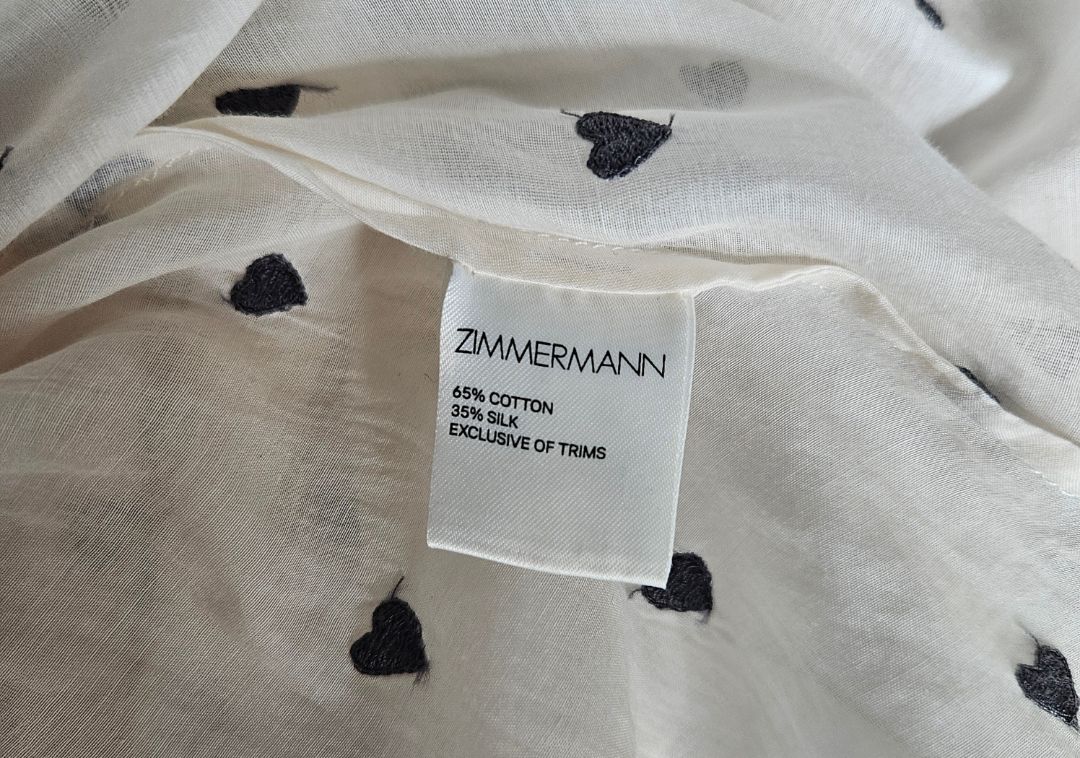 ZIMMERMANN
65% COTTON
35% SILK
EXCLUSIVE OF TRIMS